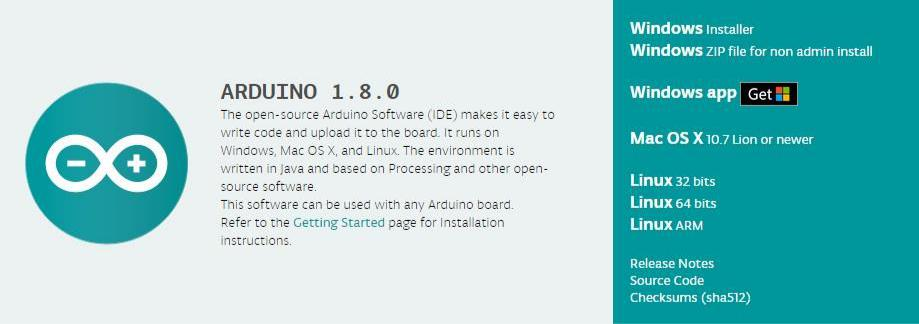 ARDUINO 1.8.0
The open-source Arduino Software (IDE) makes it easy to
write code and upload it to the board. It runs on
Windows, Mac OS X, and Linux. The environment is
written in Java and based on Processing and other open-
source software.
This software can be used with any Arduino board.
Refer to the Getting Started page for Installation
instructions.
Windows Installer
Windows ZIP file for non admin install
Windows app Get
Mac OS X 10.7 Lion or newer
Linux 32 bits
Linux 64 bits
Linux ARM
Release Notes
Source Code
Checksums (sha512)